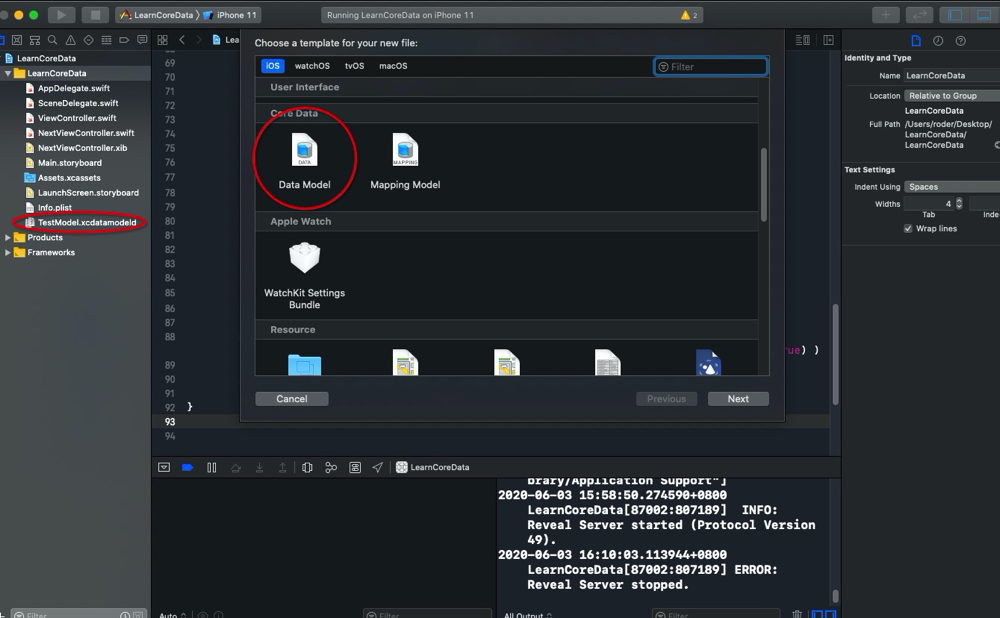 LearnCoreData
iPhone 11
Running LearnCoreData on iPhone 11
2
Lea
LearnCoreData
LearnCoreData
AppDelegate.swift
SceneDelegate.swift
ViewController.swift
NextViewController.swift
NextViewController.xib
Main.storyboard
Assets.xcassets
LaunchScreen.storyboard
Info.plist
TestModel.xcdatamodeld
Products
Frameworks
Filter
69
70
71
72
73
74
75
76
77
78
79
80
81
82
83
84
85
86
87
88
89
90
91
92 }
93
94
ue) )
Choose a template for your new file:
iOS watchOS tvOS macOS
Filter
User Interface
Core Data
DATA
MAPPING
Data Model
Mapping Model
Apple Watch
WatchKit Settings
Bundle
Resource
Cancel
Previous
Next
LearnCoreData
brary/Application Support"]
2020-06-03 15:58:50.274590+0800
LearnCoreData[87002:807189] INFO:
Reveal Server started (Protocol Version
49).
2020-06-03 16:10:03.113944+0800
LearnCoreData[87002:807189] ERROR:
Reveal Server stopped.
Auto
Filter
All Output
Filter
Identity and Type
Name LearnCoreData
Location Relative to Group
LearnCoreData
Full Path /Users/roder/Desktop/
LearnCoreData/
LearnCoreData
Text Settings
Indent Using Spaces
Widths 4
Tab
Inde
Wrap lines